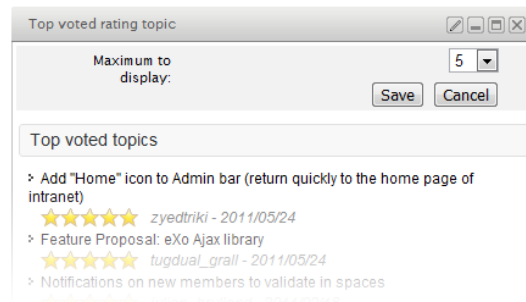 Top voted rating topic
Maximum to
display:
5
Save Cancel
Top voted topics
Add "Home" icon to Admin bar (return quickly to the home page of
intranet)
zyedtriki - 2011/05/24
Feature Proposal: eXo Ajax library
tugdual_grall - 2011/05/24
Notifications on new members to validate in spaces